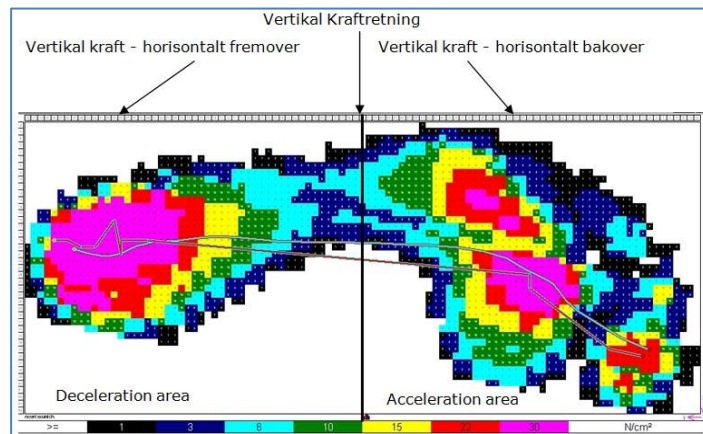 Vertikal Kraftretning
Vertikal kraft - horisontalt fremover
Vertikal kraft - horisontalt bakover
Deceleration area
Acceleration area
>= 1 3 6 10 15 22 30 N/cm²